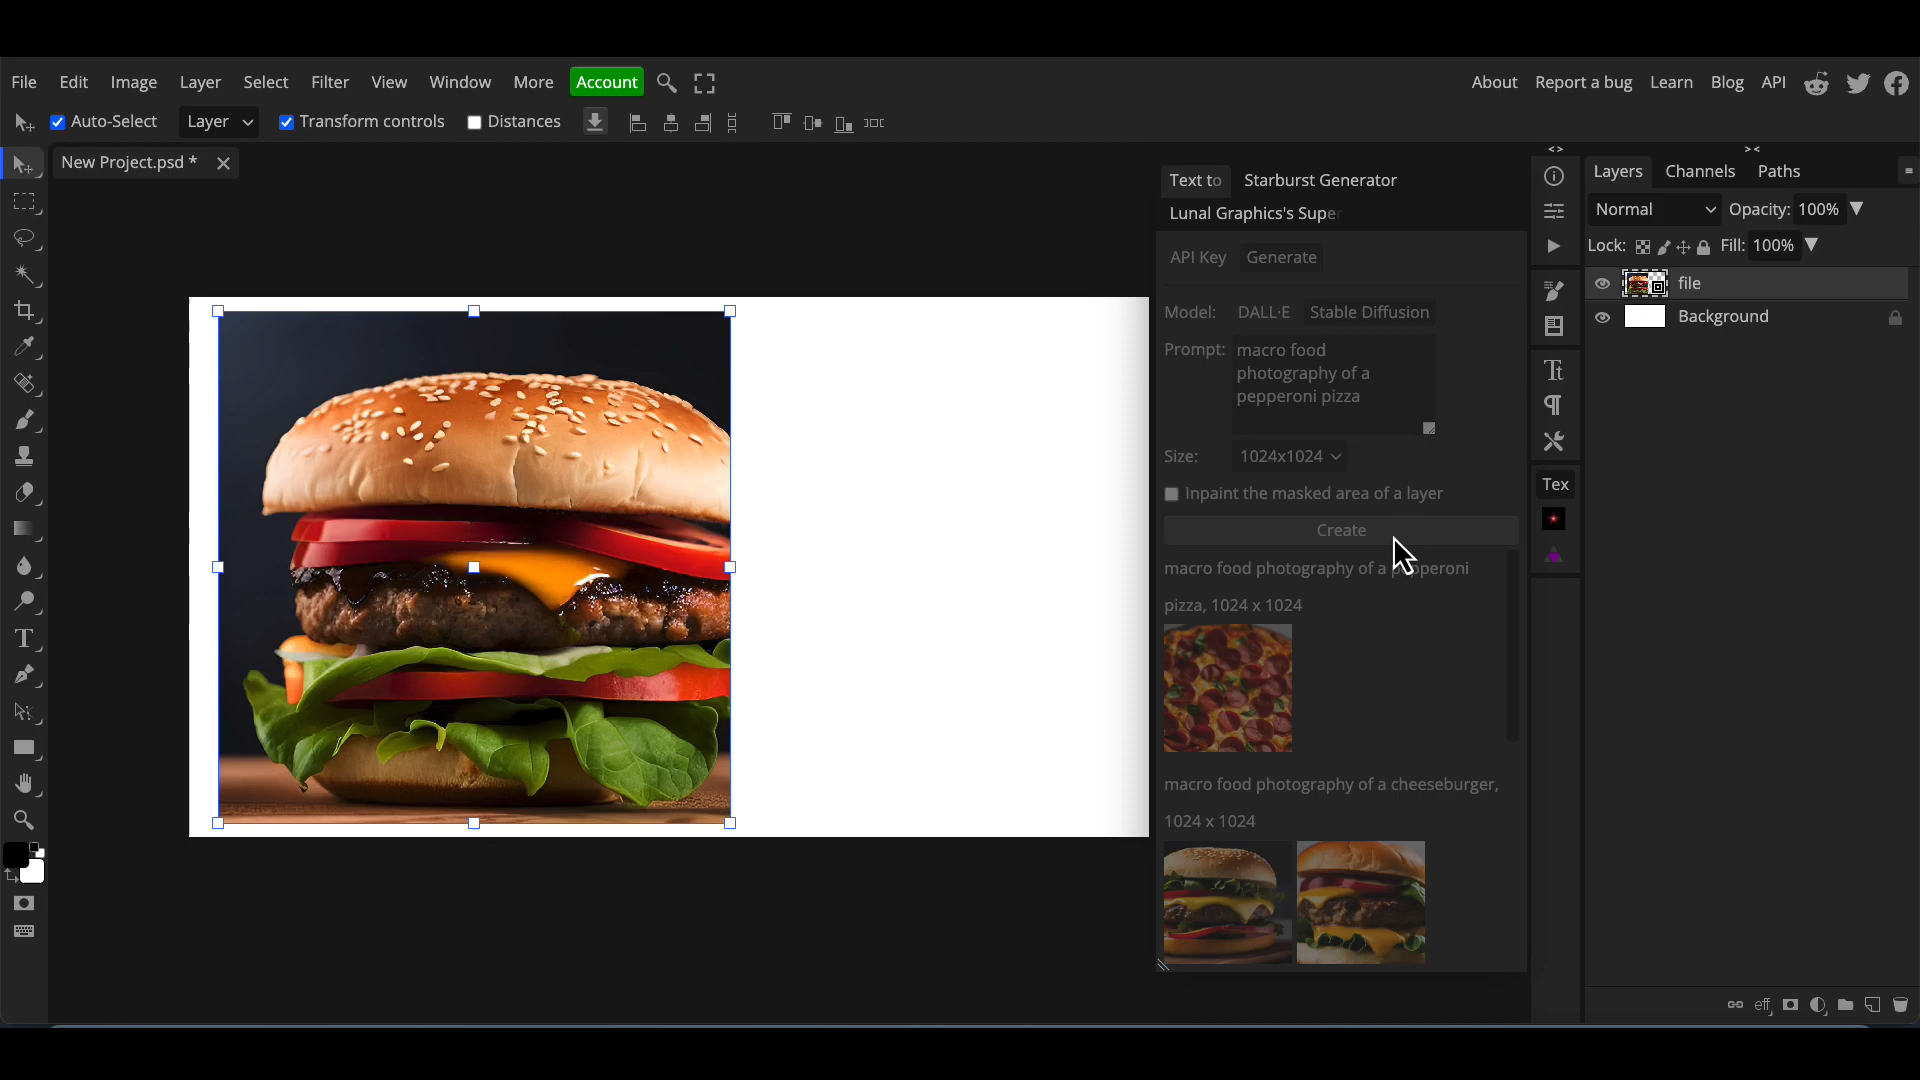 File Edit Image Layer Select Filter View Window More Account About Report a bug Learn Blog API
Auto-Select Layer Transform controls Distances
New Project.psd *
Text to Starburst Generator
Lunal Graphics's Super
API Key Generate
Model: DALL·E Stable Diffusion
Prompt: macro food
photography of a
pepperoni pizza
Size: 1024x1024
Inpaint the masked area of a layer
Create
macro food photography of a pepperoni
pizza, 1024 x 1024
macro food photography of a cheeseburger,
1024 x 1024
Tex
Layers Channels Paths
Normal Opacity: 100%
Lock: Fill: 100%
file
Background
eff